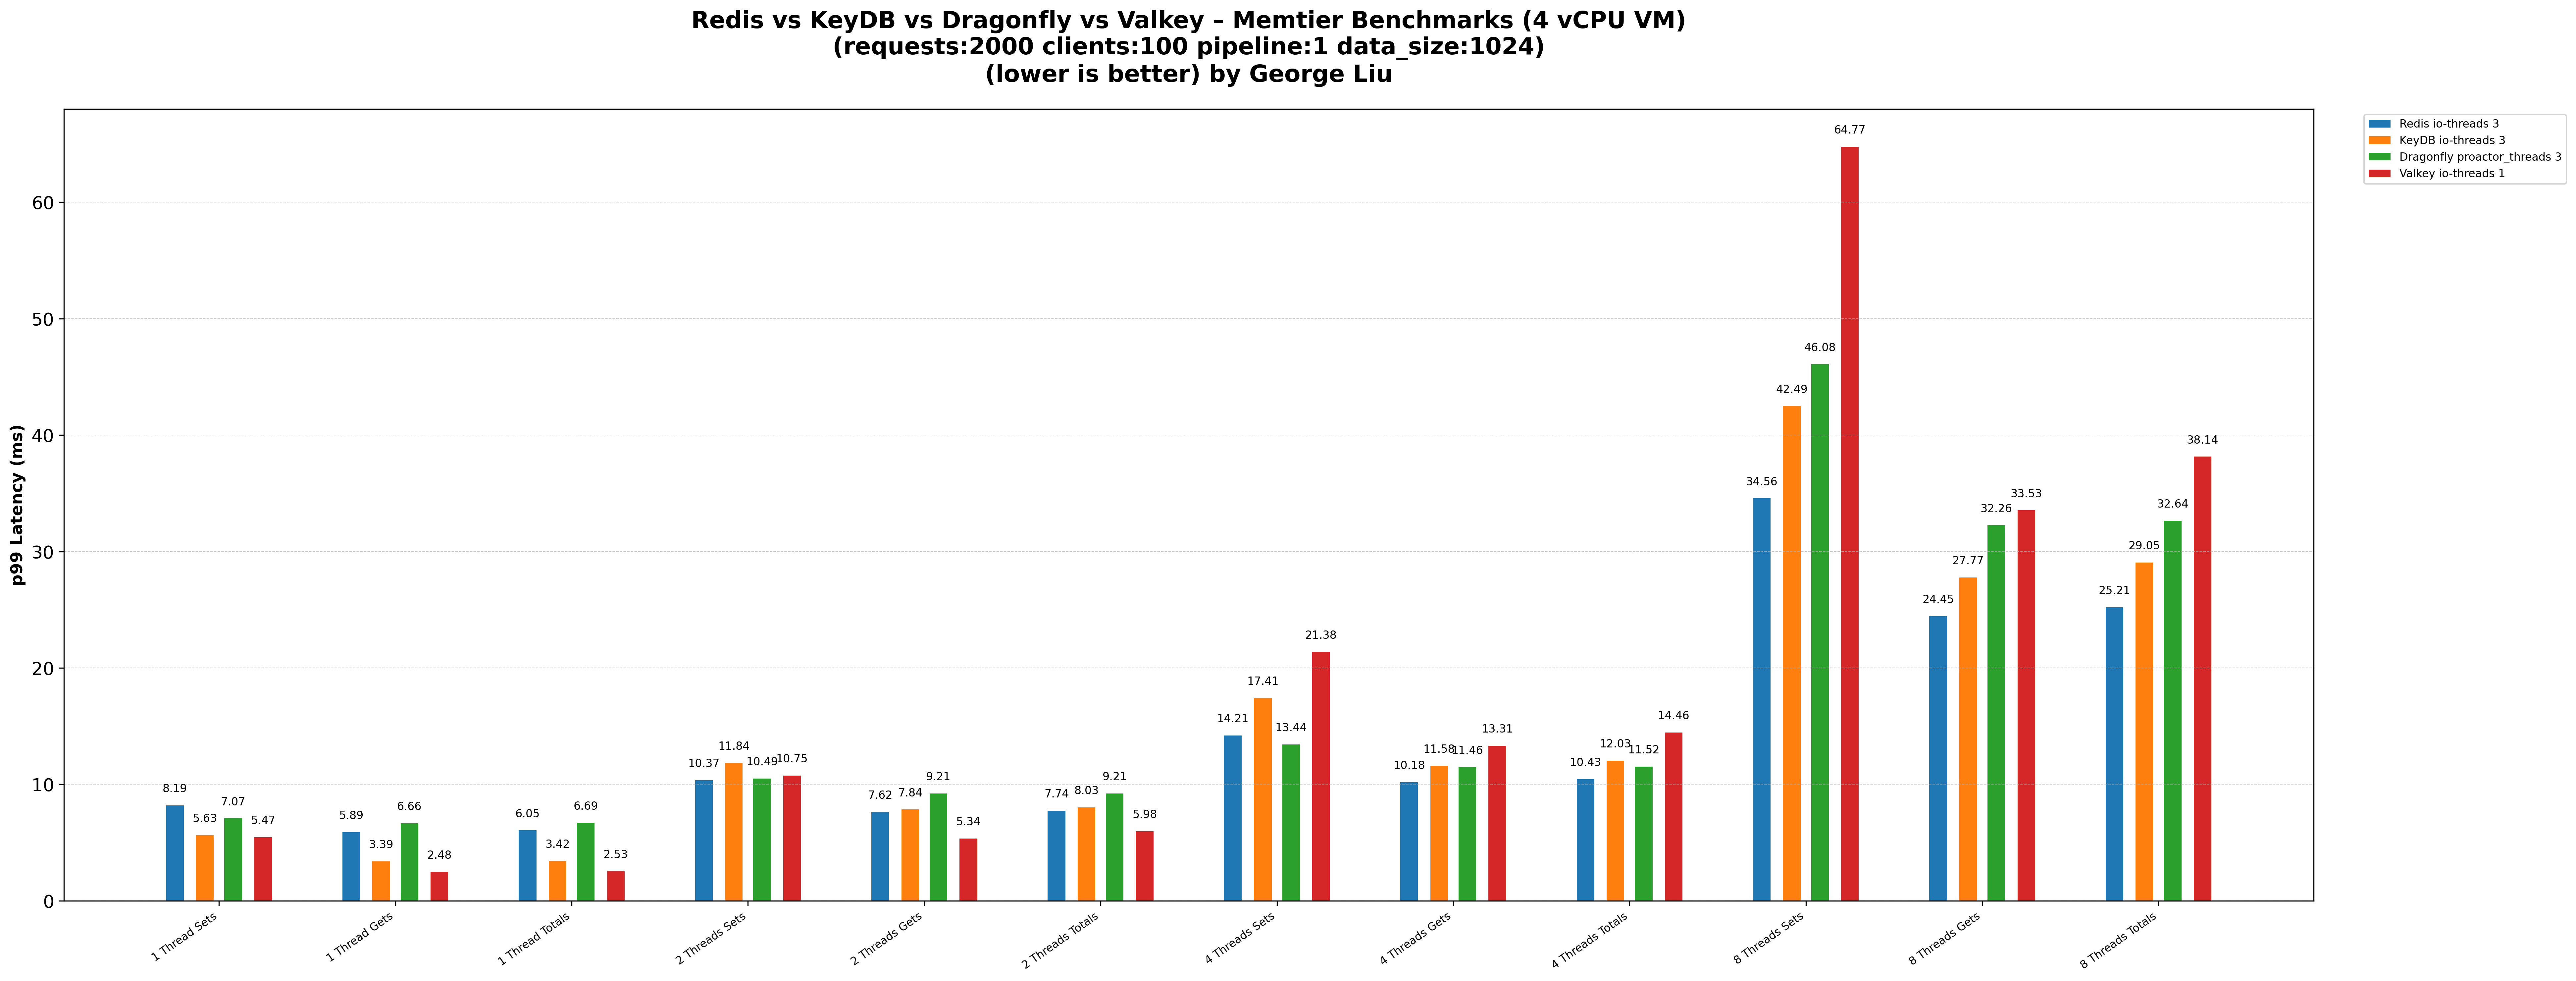 Redis vs KeyDB vs Dragonfly vs Valkey – Memtier Benchmarks (4 vCPU VM)
(requests:2000 clients:100 pipeline:1 data_size:1024)
(lower is better) by George Liu
Redis io-threads 3
KeyDB io-threads 3
Dragonfly proactor_threads 3
Valkey io-threads 1
p99 Latency (ms)
60
50
40
30
20
10
0
8.19
5.63
7.07
5.47
5.89
3.39
6.66
2.48
6.05
3.42
6.69
2.53
10.37
11.84
10.49
10.75
7.62
7.84
9.21
5.34
7.74
8.03
9.21
5.98
14.21
17.41
13.44
21.38
10.18
11.58
11.46
13.31
10.43
12.03
11.52
14.46
34.56
42.49
46.08
64.77
24.45
27.77
32.26
33.53
25.21
29.05
32.64
38.14
1 Thread Sets
1 Thread Gets
1 Thread Totals
2 Threads Sets
2 Threads Gets
2 Threads Totals
4 Threads Sets
4 Threads Gets
4 Threads Totals
8 Threads Sets
8 Threads Gets
8 Threads Totals